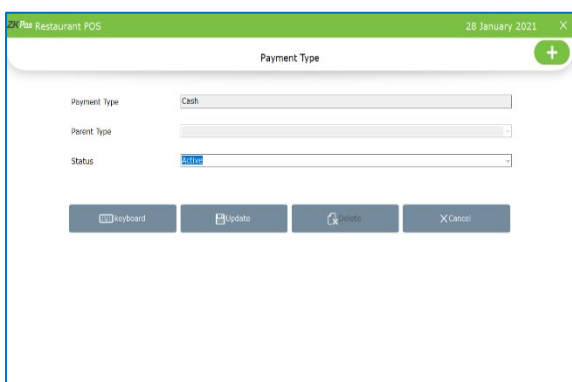 ZKPos Restaurant POS 28 January 2021 X
Payment Type
Payment Type Cash
Parent Type
Status Active
keyboard Update Delete Cancel